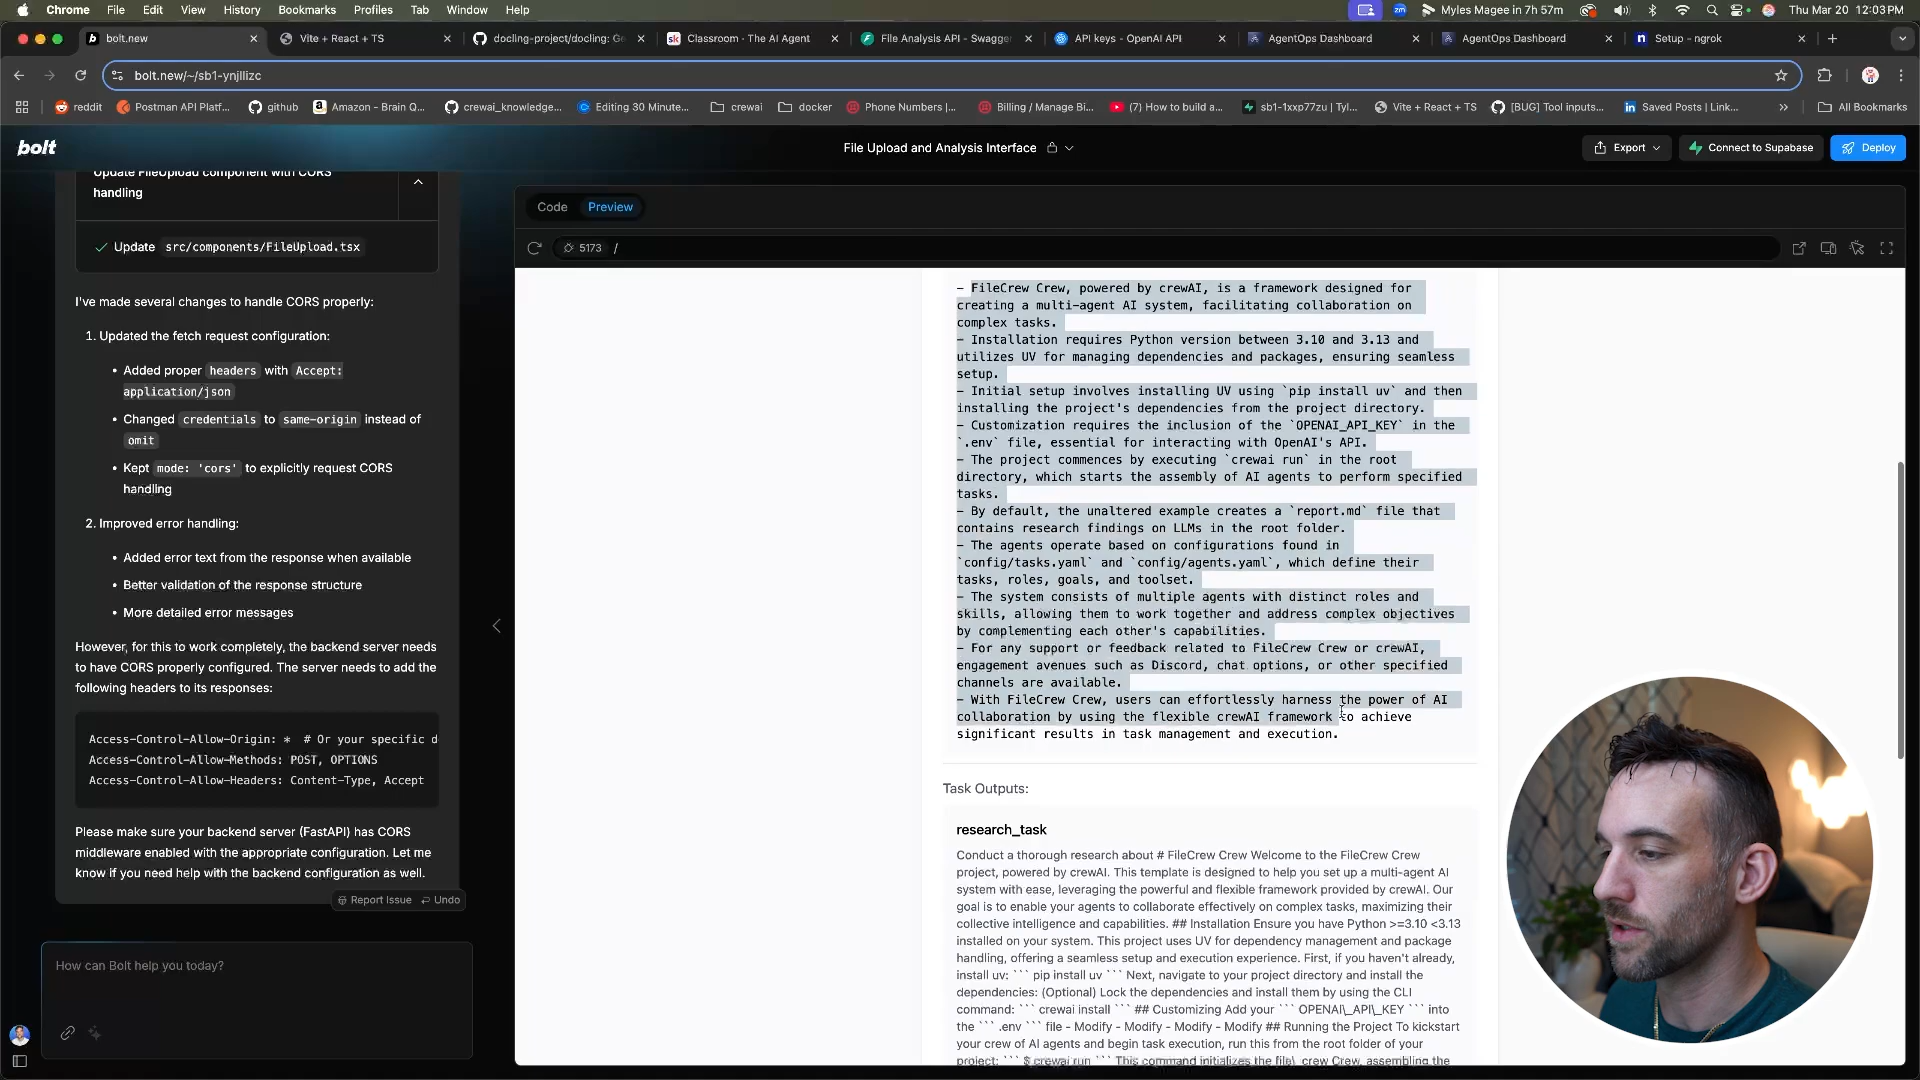 Chrome File Edit View History Bookmarks Profiles Tab Window Help
Myles Magee in 7h 57m
Thu Mar 20 12:03 PM
bolt.new
Vite + React + TS
docling-project/docling: Ge
Classroom - The AI Agent
File Analysis API - Swagger
API keys - OpenAI API
AgentOps Dashboard
AgentOps Dashboard
Setup - ngrok
bolt.new/~/sb1-ynjllizc
reddit
Postman API Platf...
github
Amazon - Brain Q...
crewai_knowledge...
Editing 30 Minute...
crewai
docker
Phone Numbers |...
Billing / Manage Bi...
(7) How to build a...
sb1-1xxp77zu | Tyl...
Vite + React + TS
[BUG] Tool inputs...
Saved Posts | Link...
All Bookmarks
bolt
File Upload and Analysis Interface
Export
Connect to Supabase
Deploy
Update FileUpload component with CORS
handling
Update src/components/FileUpload.tsx
I've made several changes to handle CORS properly:
1. Updated the fetch request configuration:
• Added proper headers with Accept:
application/json
• Changed credentials to same-origin instead of
omit
• Kept mode: 'cors' to explicitly request CORS
handling
2. Improved error handling:
• Added error text from the response when available
• Better validation of the response structure
• More detailed error messages
However, for this to work completely, the backend server needs
to have CORS properly configured. The server needs to add the
following headers to its responses:
Access-Control-Allow-Origin: * # Or your specific d
Access-Control-Allow-Methods: POST, OPTIONS
Access-Control-Allow-Headers: Content-Type, Accept
Please make sure your backend server (FastAPI) has CORS
middleware enabled with the appropriate configuration. Let me
know if you need help with the backend configuration as well.
Report Issue Undo
How can Bolt help you today?
Code Preview
5173 /
- FileCrew Crew, powered by crewAI, is a framework designed for
creating a multi-agent AI system, facilitating collaboration on
complex tasks.
- Installation requires Python version between 3.10 and 3.13 and
utilizes UV for managing dependencies and packages, ensuring seamless
setup.
- Initial setup involves installing UV using `pip install uv` and then
installing the project's dependencies from the project directory.
- Customization requires the inclusion of the `OPENAI_API_KEY` in the
`.env` file, essential for interacting with OpenAI's API.
- The project commences by executing `crewai run` in the root
directory, which starts the assembly of AI agents to perform specified
tasks.
- By default, the unaltered example creates a `report.md` file that
contains research findings on LLMs in the root folder.
- The agents operate based on configurations found in
`config/tasks.yaml` and `config/agents.yaml`, which define their
tasks, roles, goals, and toolset.
- The system consists of multiple agents with distinct roles and
skills, allowing them to work together and address complex objectives
by complementing each other's capabilities.
- For any support or feedback related to FileCrew Crew or crewAI,
engagement avenues such as Discord, chat options, or other specified
channels are available.
- With FileCrew Crew, users can effortlessly harness the power of AI
collaboration by using the flexible crewAI framework to achieve
significant results in task management and execution.
Task Outputs:
research_task
Conduct a thorough research about # FileCrew Crew Welcome to the FileCrew Crew
project, powered by crewAI. This template is designed to help you set up a multi-agent AI
system with ease, leveraging the powerful and flexible framework provided by crewAI. Our
goal is to enable your agents to collaborate effectively on complex tasks, maximizing their
collective intelligence and capabilities. ## Installation Ensure you have Python >=3.10 <3.13
installed on your system. This project uses UV for dependency management and package
handling, offering a seamless setup and execution experience. First, if you haven't already,
install uv: ``` pip install uv ``` Next, navigate to your project directory and install the
dependencies: (Optional) Lock the dependencies and install them by using the CLI
command: ``` crewai install ``` ## Customizing Add your ``` OPENAI\_API\_KEY ``` into
the ``` .env ``` file - Modify - Modify - Modify - Modify ## Running the Project To kickstart
your crew of AI agents and begin task execution, run this from the root folder of your
project: ``` $ crewai run ``` This command initializes the file\_crew Crew, assembling the